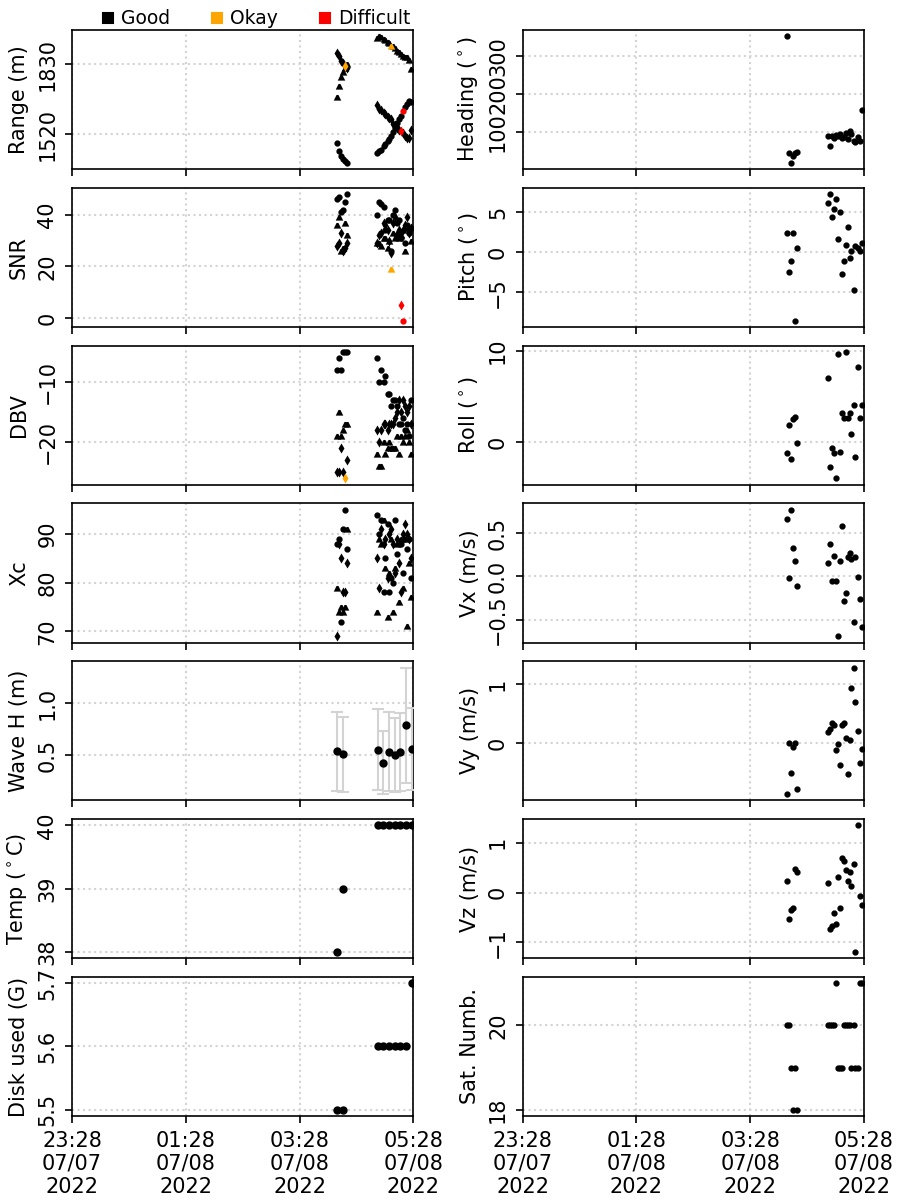 Good Okay Difficult
Range (m)
1830
1520
Heading (°)
300
200
100
SNR
40
20
0
Pitch (°)
5
0
−5
DBV
−10
−20
Roll (°)
10
0
Xc
90
80
70
Vx (m/s)
0.5
0.0
−0.5
Wave H (m)
1.0
0.5
Vy (m/s)
1
0
Temp (°C)
40
39
38
Vz (m/s)
1
0
−1
Disk used (G)
5.7
5.6
5.5
Sat. Numb.
20
18
23:28 01:28 03:28 05:28
07/07 07/08 07/08 07/08
2022 2022 2022 2022
23:28 01:28 03:28 05:28
07/07 07/08 07/08 07/08
2022 2022 2022 2022